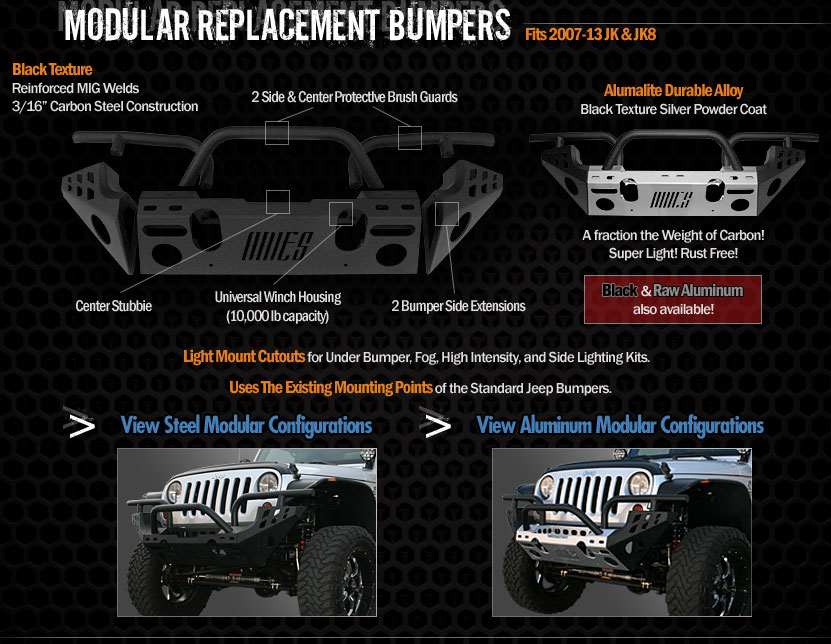 MODULAR REPLACEMENT BUMPERS
Fits 2007-13 JK & JK8
Black Texture
Reinforced MIG Welds
3/16" Carbon Steel Construction
2 Side & Center Protective Brush Guards
Alumalite Durable Alloy
Black Texture Silver Powder Coat
A fraction the Weight of Carbon!
Super Light! Rust Free!
Center Stubbie
Universal Winch Housing
(10,000 lb capacity)
2 Bumper Side Extensions
Black & Raw Aluminum
also available!
Light Mount Cutouts for Under Bumper, Fog, High Intensity, and Side Lighting Kits.
Uses The Existing Mounting Points of the Standard Jeep Bumpers.
> View Steel Modular Configurations
> View Aluminum Modular Configurations